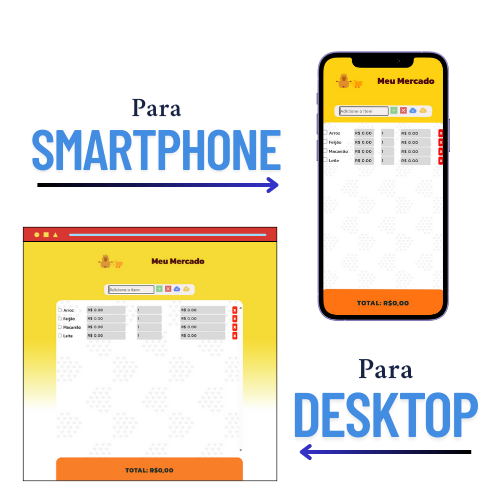 Para
SMARTPHONE
Meu Mercado
Adicione o Item
Arroz R$ 0.00 1 R$ 0.00
Feijão R$ 0.00 1 R$ 0.00
Macarrão R$ 0.00 1 R$ 0.00
Leite R$ 0.00 1 R$ 0.00
TOTAL: R$0,00
Meu Mercado
Adicione o Item
Arroz R$ 0.00 1 R$ 0.00
Feijão R$ 0.00 1 R$ 0.00
Macarrão R$ 0.00 1 R$ 0.00
Leite R$ 0.00 1 R$ 0.00
TOTAL: R$0,00
Para
DESKTOP